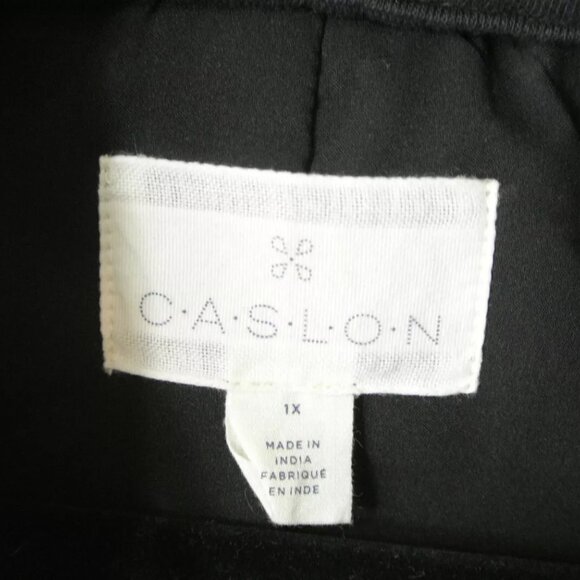 C·A·S·L·O·N
1X
MADE IN
INDIA
FABRIQUÉ
EN INDE